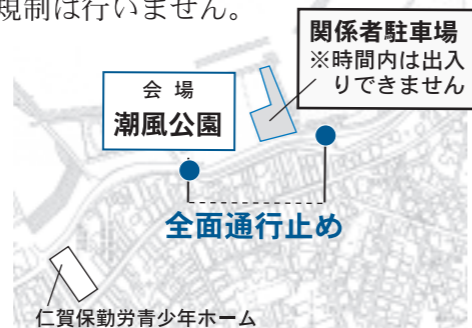 規制は行いません。
関係者駐車場
※時間内は出入
りできません
会場
潮風公園
全面通行止め
仁賀保勤労青少年ホーム